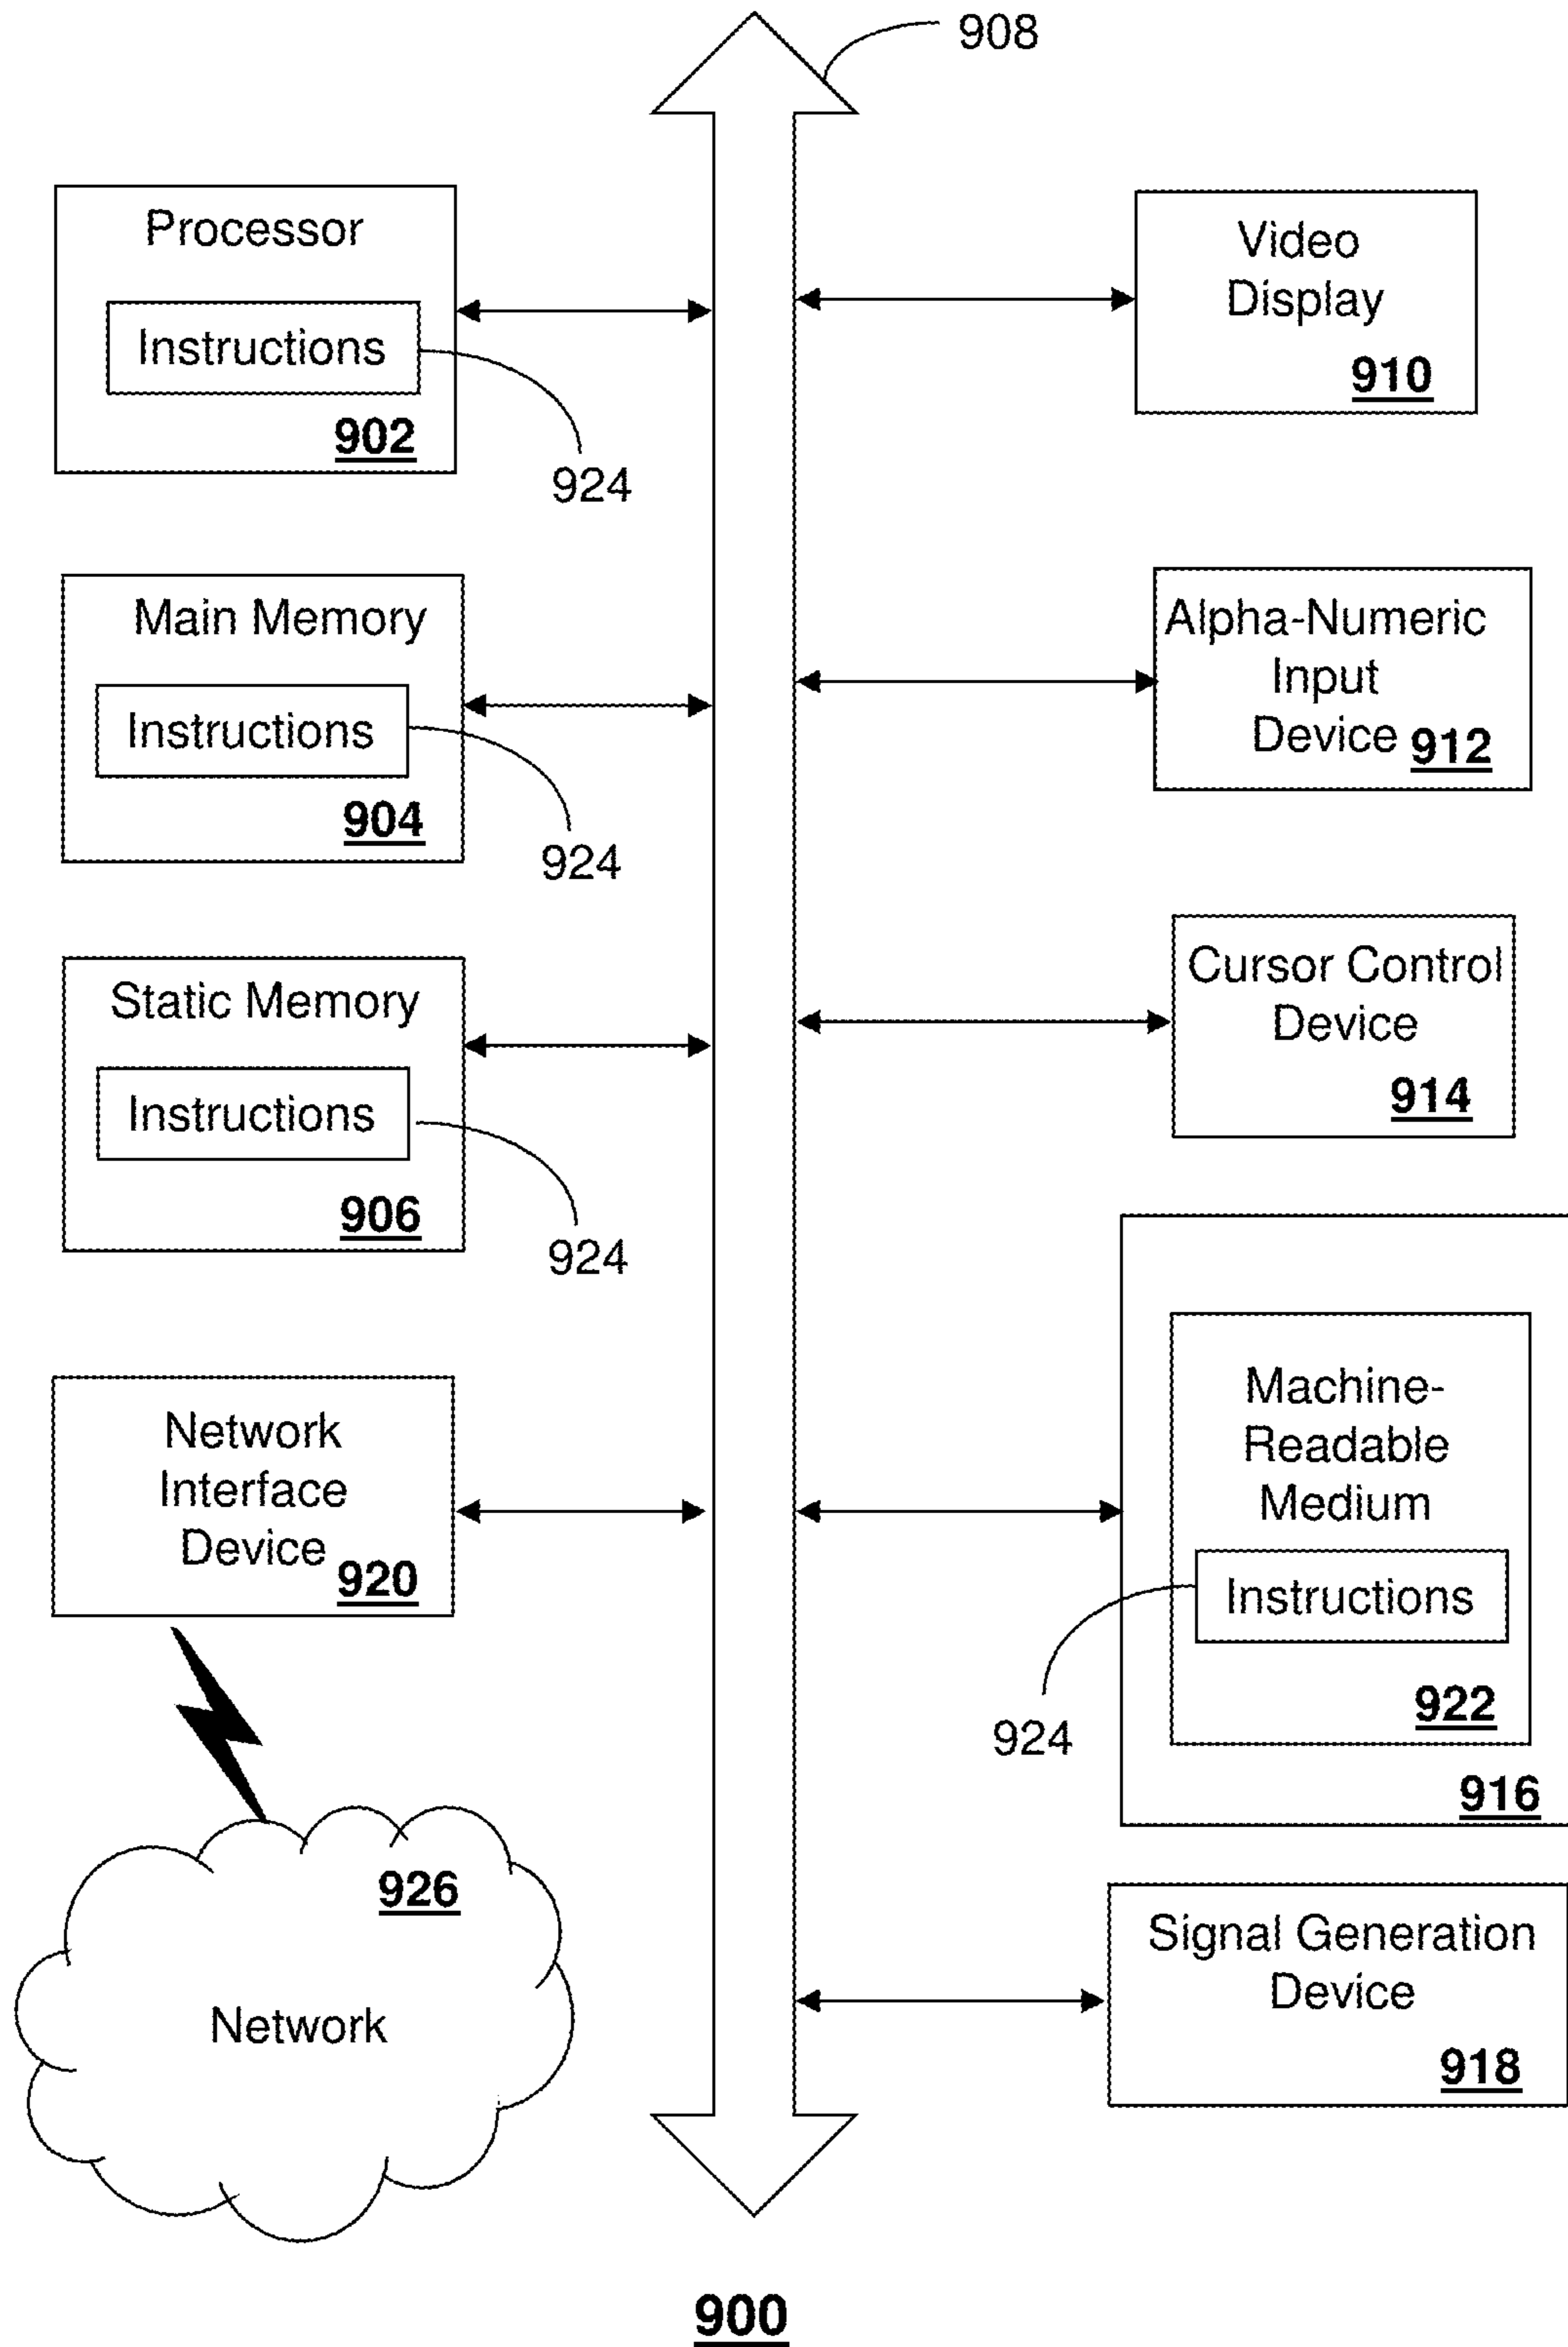 908
Processor
Instructions
902
924
Main Memory
Instructions
904
924
Static Memory
Instructions
906
924
Network
Interface
Device
920
926
Network
Video
Display
910
Alpha-Numeric
Input
Device 912
Cursor Control
Device
914
Machine-
Readable
Medium
Instructions
924
922
916
Signal Generation
Device
918
900